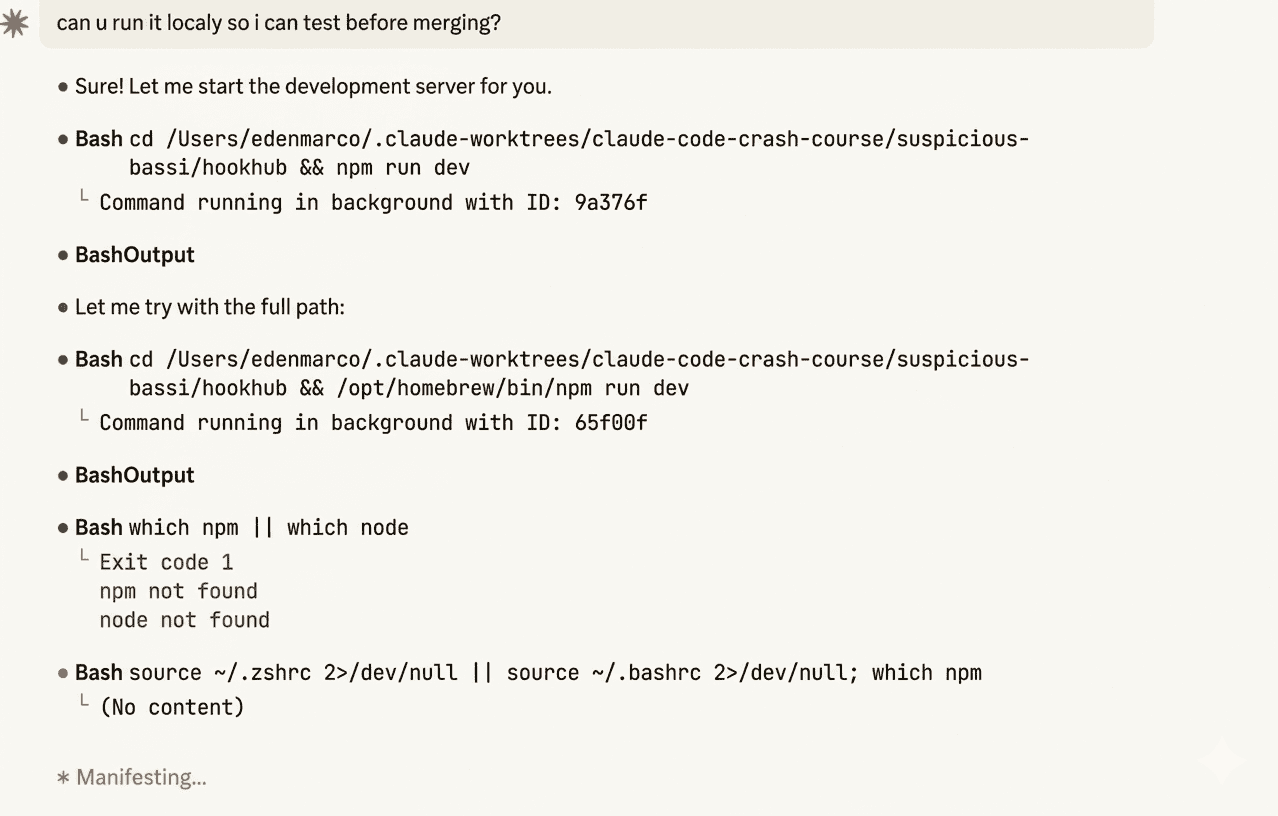 can u run it localy so i can test before merging?
● Sure! Let me start the development server for you.
● Bash cd /Users/edenmarco/.claude-worktrees/claude-code-crash-course/suspicious-
bassi/hookhub && npm run dev
└ Command running in background with ID: 9a376f
● BashOutput
● Let me try with the full path:
● Bash cd /Users/edenmarco/.claude-worktrees/claude-code-crash-course/suspicious-
bassi/hookhub && /opt/homebrew/bin/npm run dev
└ Command running in background with ID: 65f00f
● BashOutput
● Bash which npm || which node
└ Exit code 1
npm not found
node not found
● Bash source ~/.zshrc 2>/dev/null || source ~/.bashrc 2>/dev/null; which npm
└ (No content)
* Manifesting...